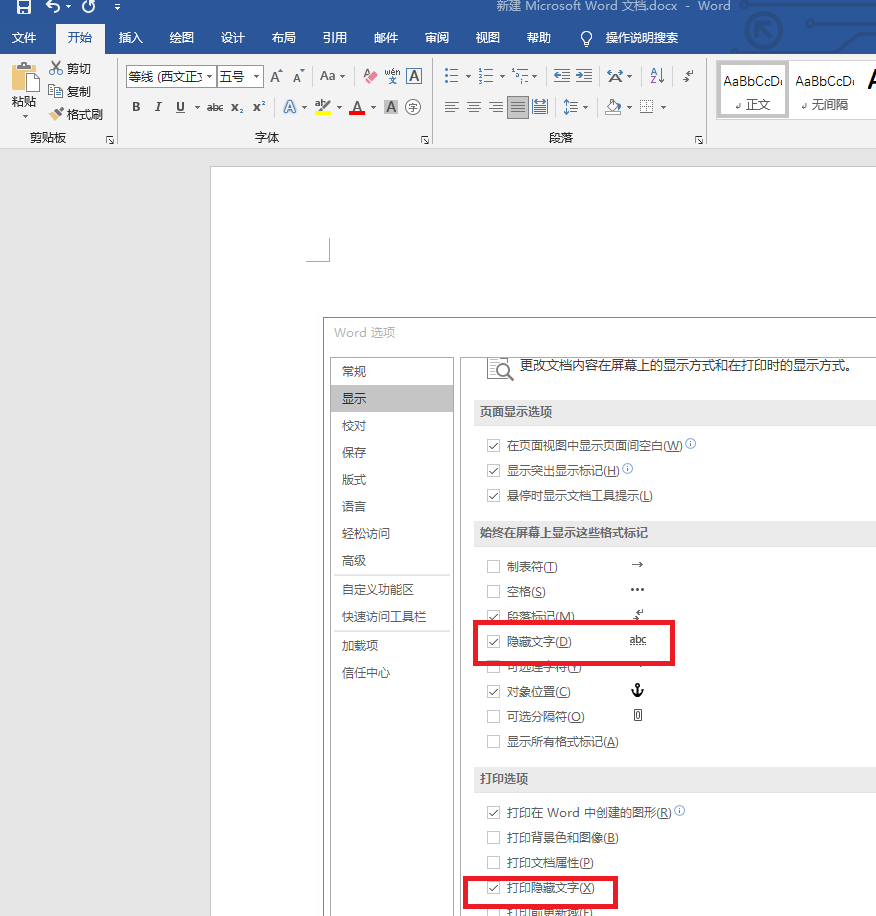 新建 Microsoft Word 文档.docx - Word
文件 开始 插入 绘图 设计 布局 引用 邮件 审阅 视图 帮助 操作说明搜索
粘贴
剪切
复制
格式刷
剪贴板
等线 (西文正 五号
字体
段落
AaBbCcDc
正文
AaBbCcDc
无间隔
Word 选项
常规
显示
校对
保存
版式
语言
轻松访问
高级
自定义功能区
快速访问工具栏
加载项
信任中心
更改文档内容在屏幕上的显示方式和在打印时的显示方式。
页面显示选项
在页面视图中显示页面间空白(W)
显示突出显示标记(H)
悬停时显示文档工具提示(L)
始终在屏幕上显示这些格式标记
制表符(T)
空格(S)
段落标记(M)
隐藏文字(D) abc
可选连字符(Y)
对象位置(C)
可选分隔符(O)
显示所有格式标记(A)
打印选项
打印在 Word 中创建的图形(R)
打印背景色和图像(B)
打印文档属性(P)
打印隐藏文字(X)
打印前更新域(F)